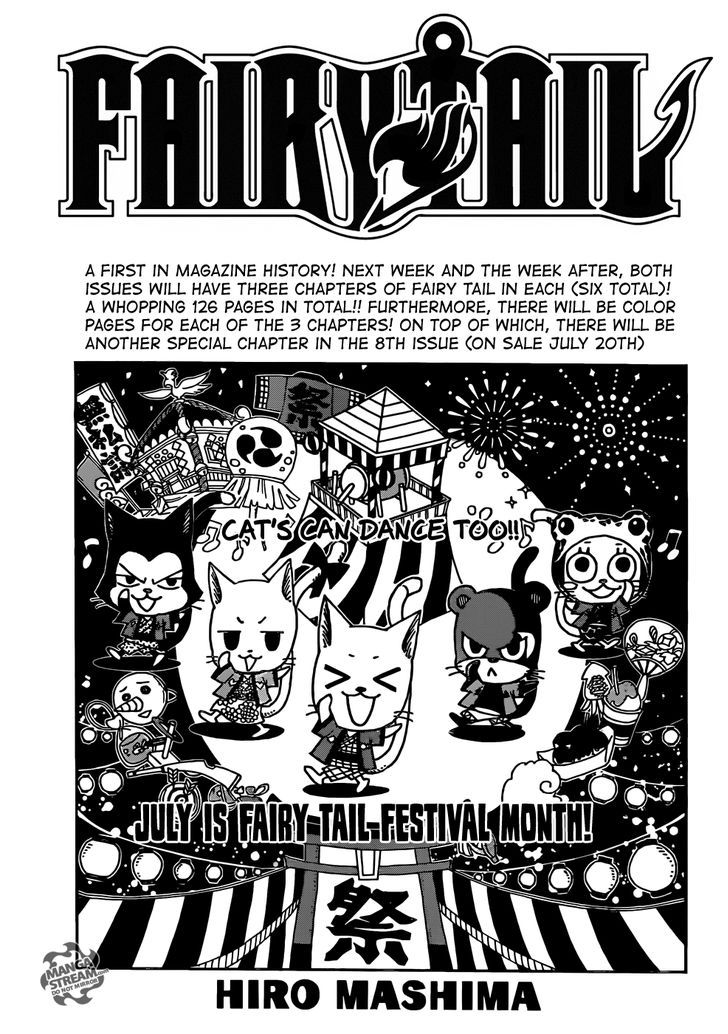 FAIRY TAIL
A FIRST IN MAGAZINE HISTORY! NEXT WEEK AND THE WEEK AFTER, BOTH
ISSUES WILL HAVE THREE CHAPTERS OF FAIRY TAIL IN EACH (SIX TOTAL)!
A WHOPPING 126 PAGES IN TOTAL!! FURTHERMORE, THERE WILL BE COLOR
PAGES FOR EACH OF THE 3 CHAPTERS! ON TOP OF WHICH, THERE WILL BE
ANOTHER SPECIAL CHAPTER IN THE 8TH ISSUE (ON SALE JULY 20TH)
祭
CAT'S CAN DANCE TOO!!
JULY IS FAIRY TAIL FESTIVAL MONTH!
祭
MANGA
STREAM.com
DO NOT MIRROR
HIRO MASHIMA